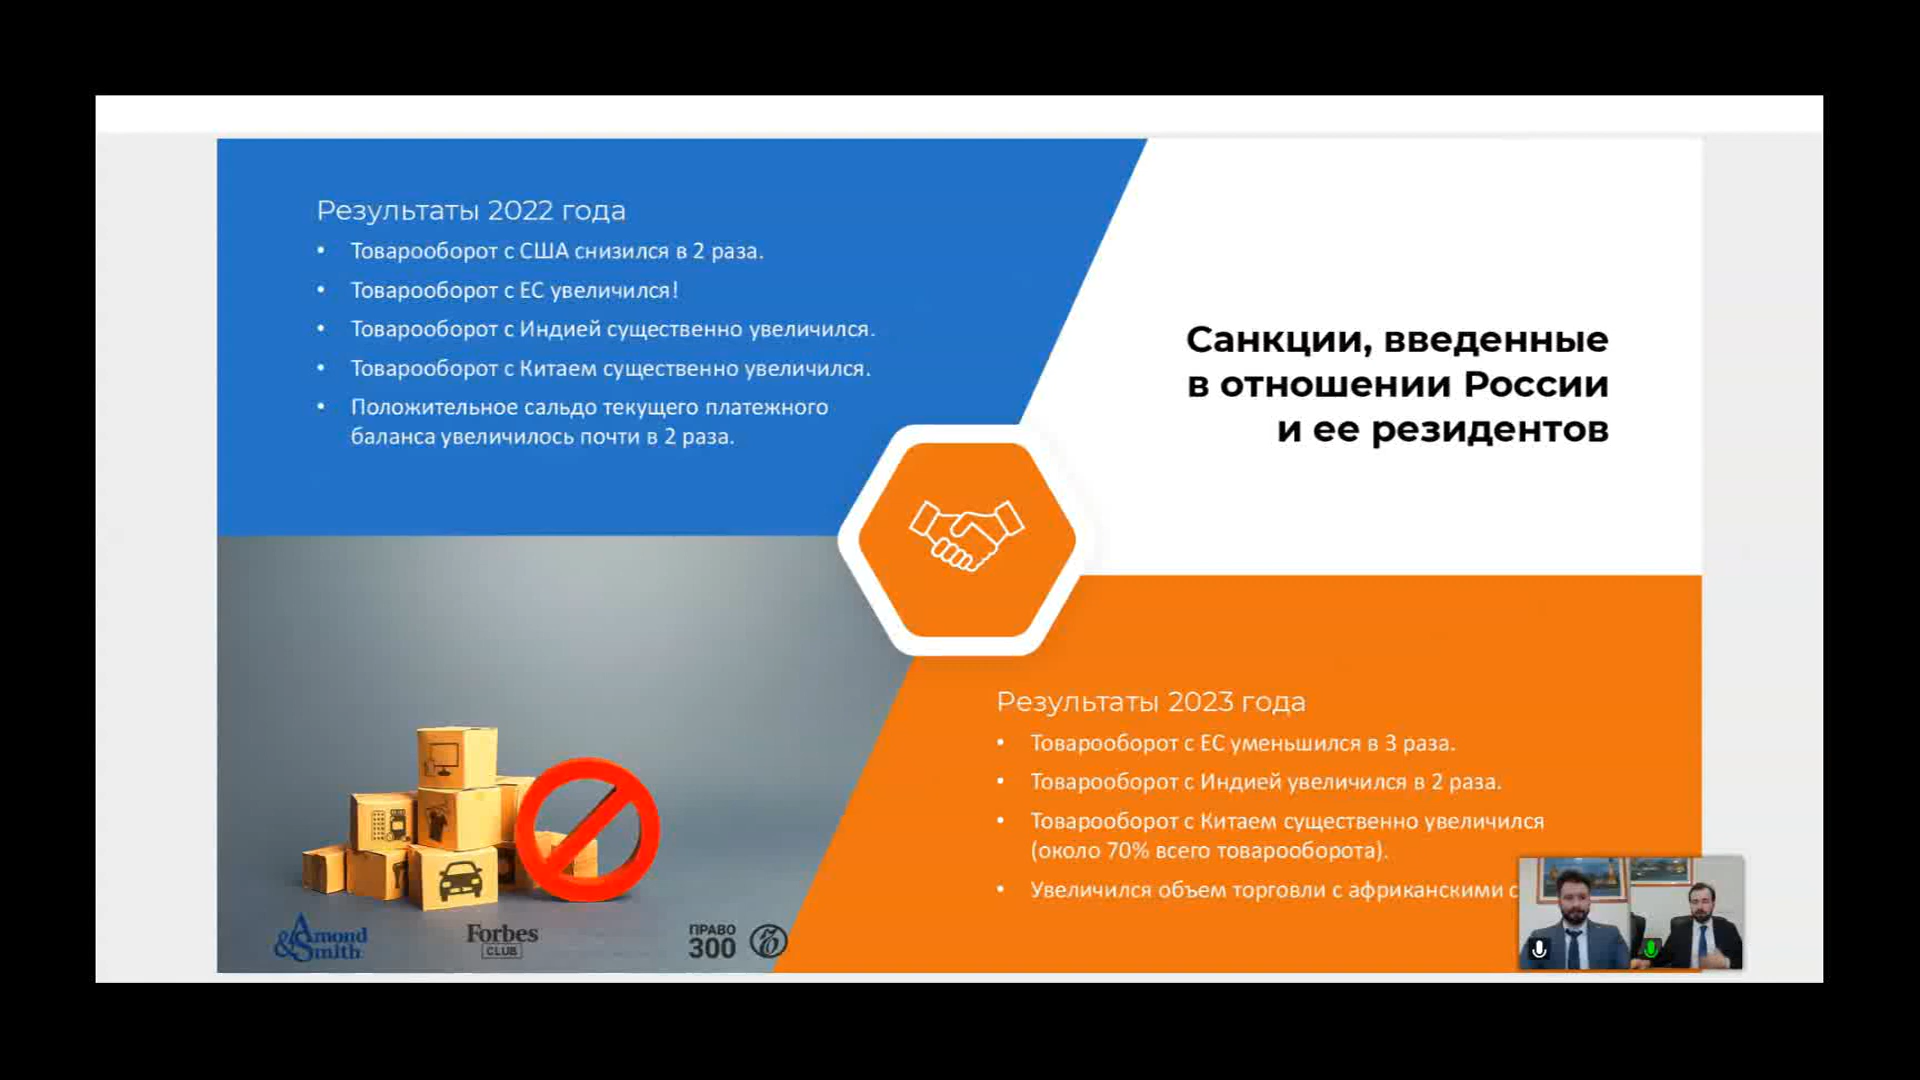 Результаты 2022 года
• Товарооборот с США снизился в 2 раза.
• Товарооборот с ЕС увеличился!
• Товарооборот с Индией существенно увеличился.
• Товарооборот с Китаем существенно увеличился.
• Положительное сальдо текущего платежного
баланса увеличилось почти в 2 раза.
Санкции, введенные
в отношении России
и ее резидентов
Результаты 2023 года
• Товарооборот с ЕС уменьшился в 3 раза.
• Товарооборот с Индией увеличился в 2 раза.
• Товарооборот с Китаем существенно увеличился
(около 70% всего товарооборота).
• Увеличился объем торговли с африканскими
Amond
&Smith
Forbes
CLUB
ПРАВО
300